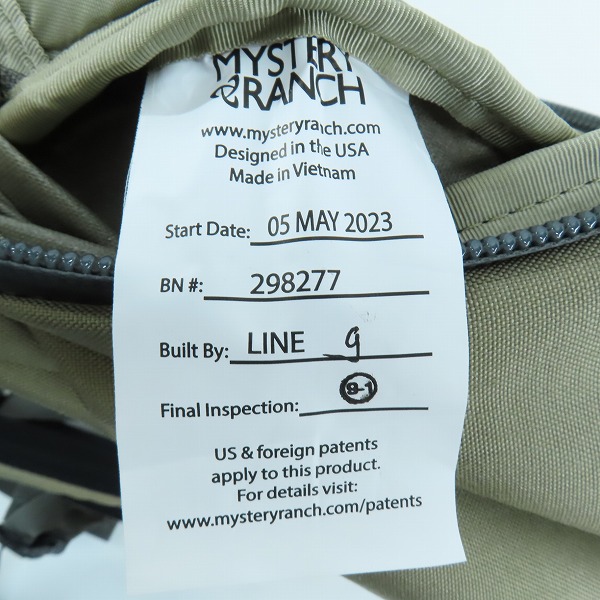 MYSTERY
RANCH
www.mysteryranch.com
Designed in the USA
Made in Vietnam
Start Date: 05 MAY 2023
BN #: 298277
Built By: LINE 9
Final Inspection: 9-1
US & foreign patents
apply to this product.
For details visit:
www.mysteryranch.com/patents